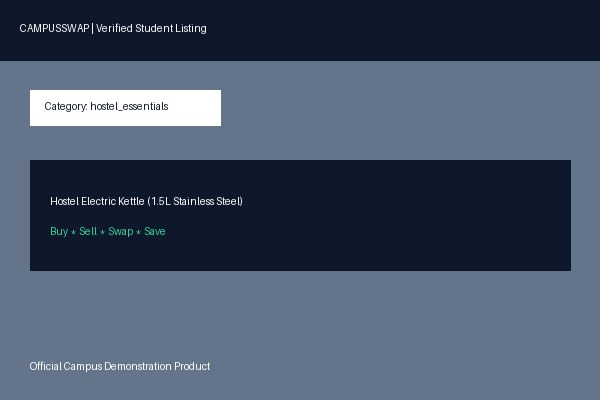 CAMPUSSWAP | Verified Student Listing
Category: hostel_essentials
Hostel Electric Kettle (1.5L Stainless Steel)
Buy * Sell * Swap * Save
Official Campus Demonstration Product